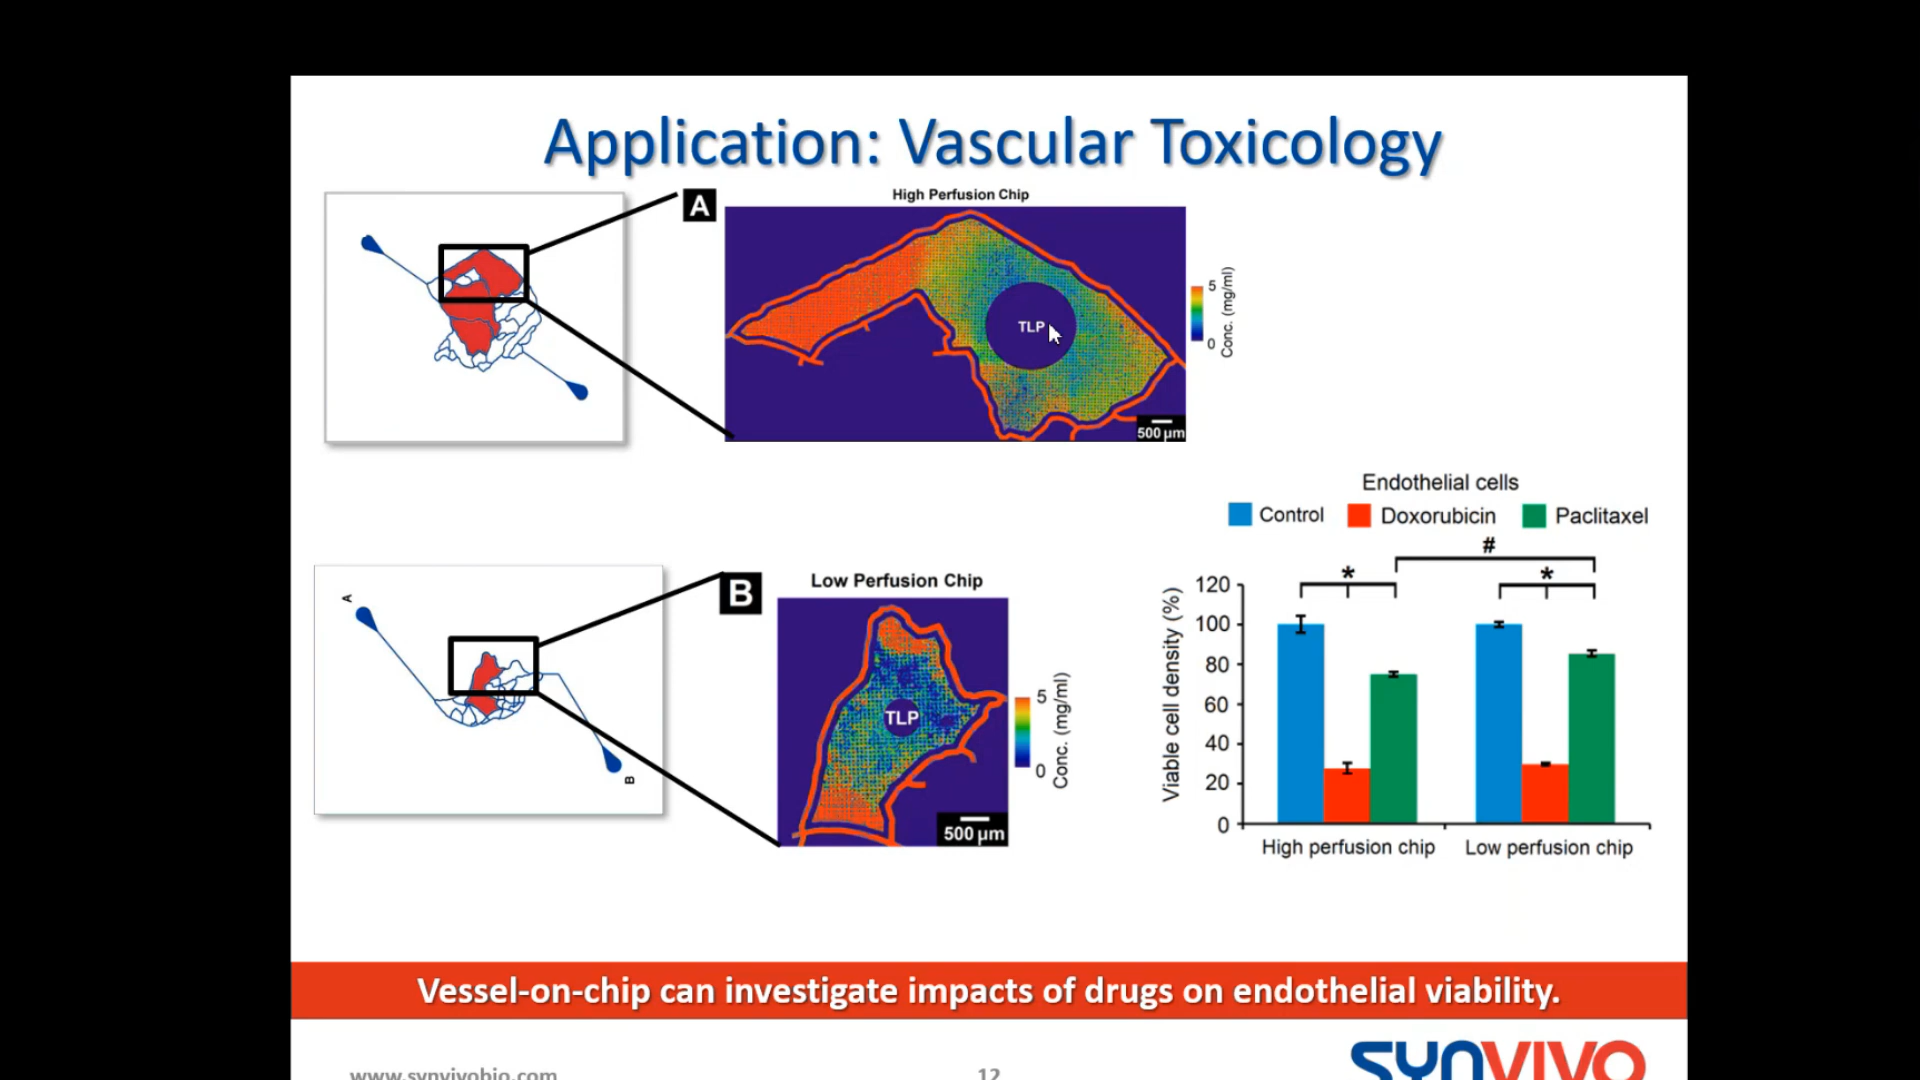 Application: Vascular Toxicology
A
High Perfusion Chip
TLP
5
0
Conc. (mg/ml)
500 µm
A
B
B
Low Perfusion Chip
TLP
5
0
Conc. (mg/ml)
500 µm
Endothelial cells
Control Doxorubicin Paclitaxel
#
* *
Viable cell density (%)
120
100
80
60
40
20
0
High perfusion chip Low perfusion chip
Vessel-on-chip can investigate impacts of drugs on endothelial viability.
www.synvivobio.com
12
SYNVIVO